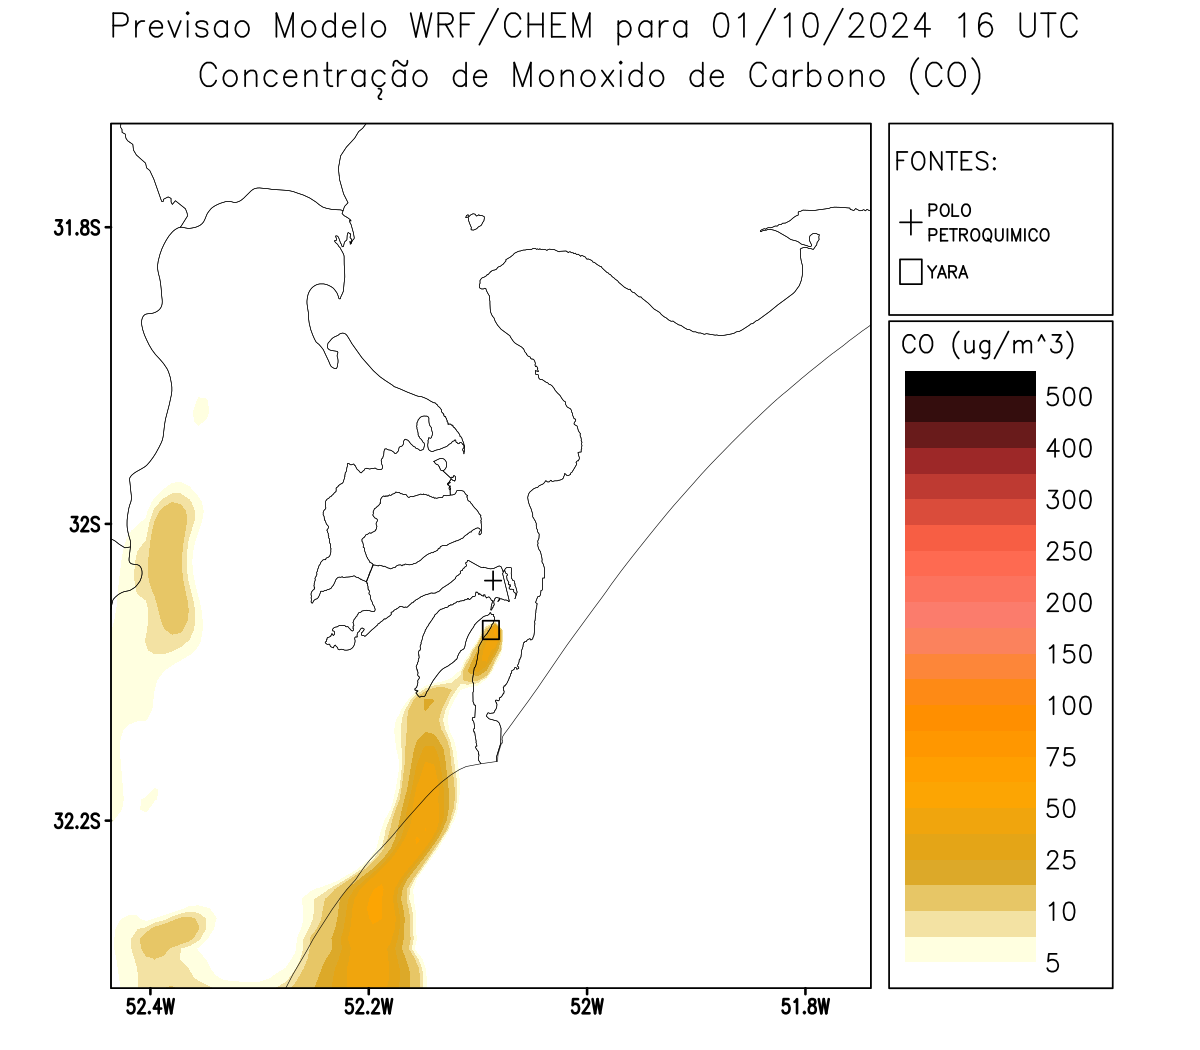 Previsao Modelo WRF/CHEM para 01/10/2024 16 UTC
Concentração de Monoxido de Carbono (CO)
FONTES:
POLO
PETROQUIMICO
YARA
CO (ug/m^3)
500
400
300
250
200
150
100
75
50
25
10
5
31.8S
32S
32.2S
52.4W
52.2W
52W
51.8W